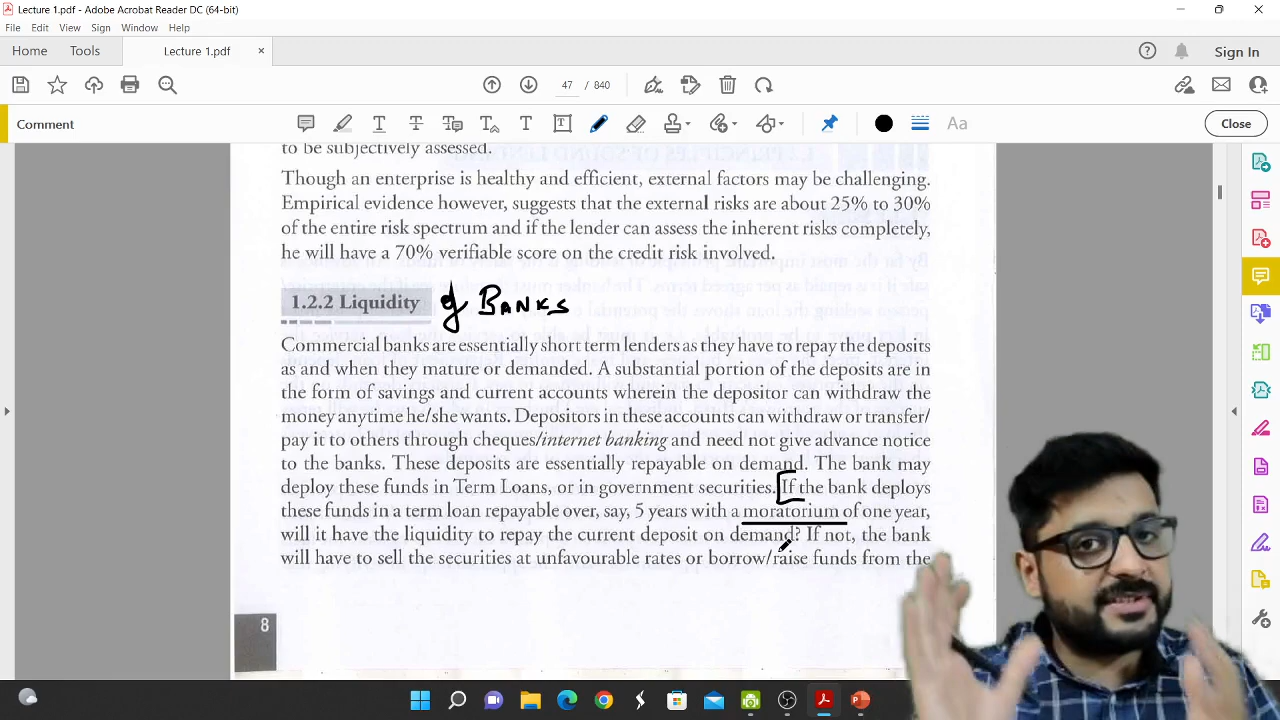 Lecture 1.pdf - Adobe Acrobat Reader DC (64-bit)
File Edit View Sign Window Help
Home Tools Lecture 1.pdf × ? Sign In
47 / 840
Comment Aa Close
to be subjectively assessed.
Though an enterprise is healthy and efficient, external factors may be challenging.
Empirical evidence however, suggests that the external risks are about 25% to 30%
of the entire risk spectrum and if the lender can assess the inherent risks completely,
he will have a 70% verifiable score on the credit risk involved.
1.2.2 Liquidity of BANKS
Commercial banks are essentially short term lenders as they have to repay the deposits
as and when they mature or demanded. A substantial portion of the deposits are in
the form of savings and current accounts wherein the depositor can withdraw the
money anytime he/she wants. Depositors in these accounts can withdraw or transfer/
pay it to others through cheques/internet banking and need not give advance notice
to the banks. These deposits are essentially repayable on demand. The bank may
deploy these funds in Term Loans, or in government securities. If the bank deploys
these funds in a term loan repayable over, say, 5 years with a moratorium of one year,
will it have the liquidity to repay the current deposit on demand? If not, the bank
will have to sell the securities at unfavourable rates or borrow/raise funds from the
8